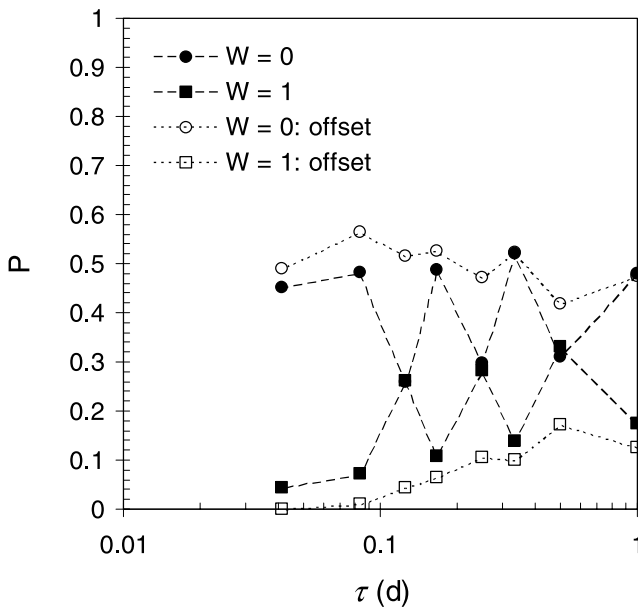 1
0.9
0.8
0.7
0.6
0.5
0.4
0.3
0.2
0.1
0
P
W = 0
W = 1
W = 0: offset
W = 1: offset
0.01 0.1 1
τ (d)